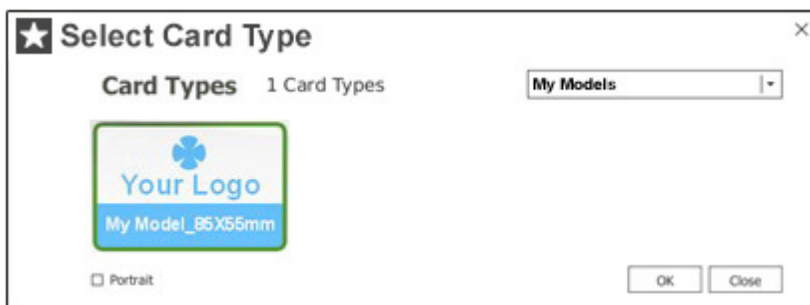 Select Card Type
Card Types 1 Card Types My Models
Your Logo
My Model_85X55mm
Portrait OK Close